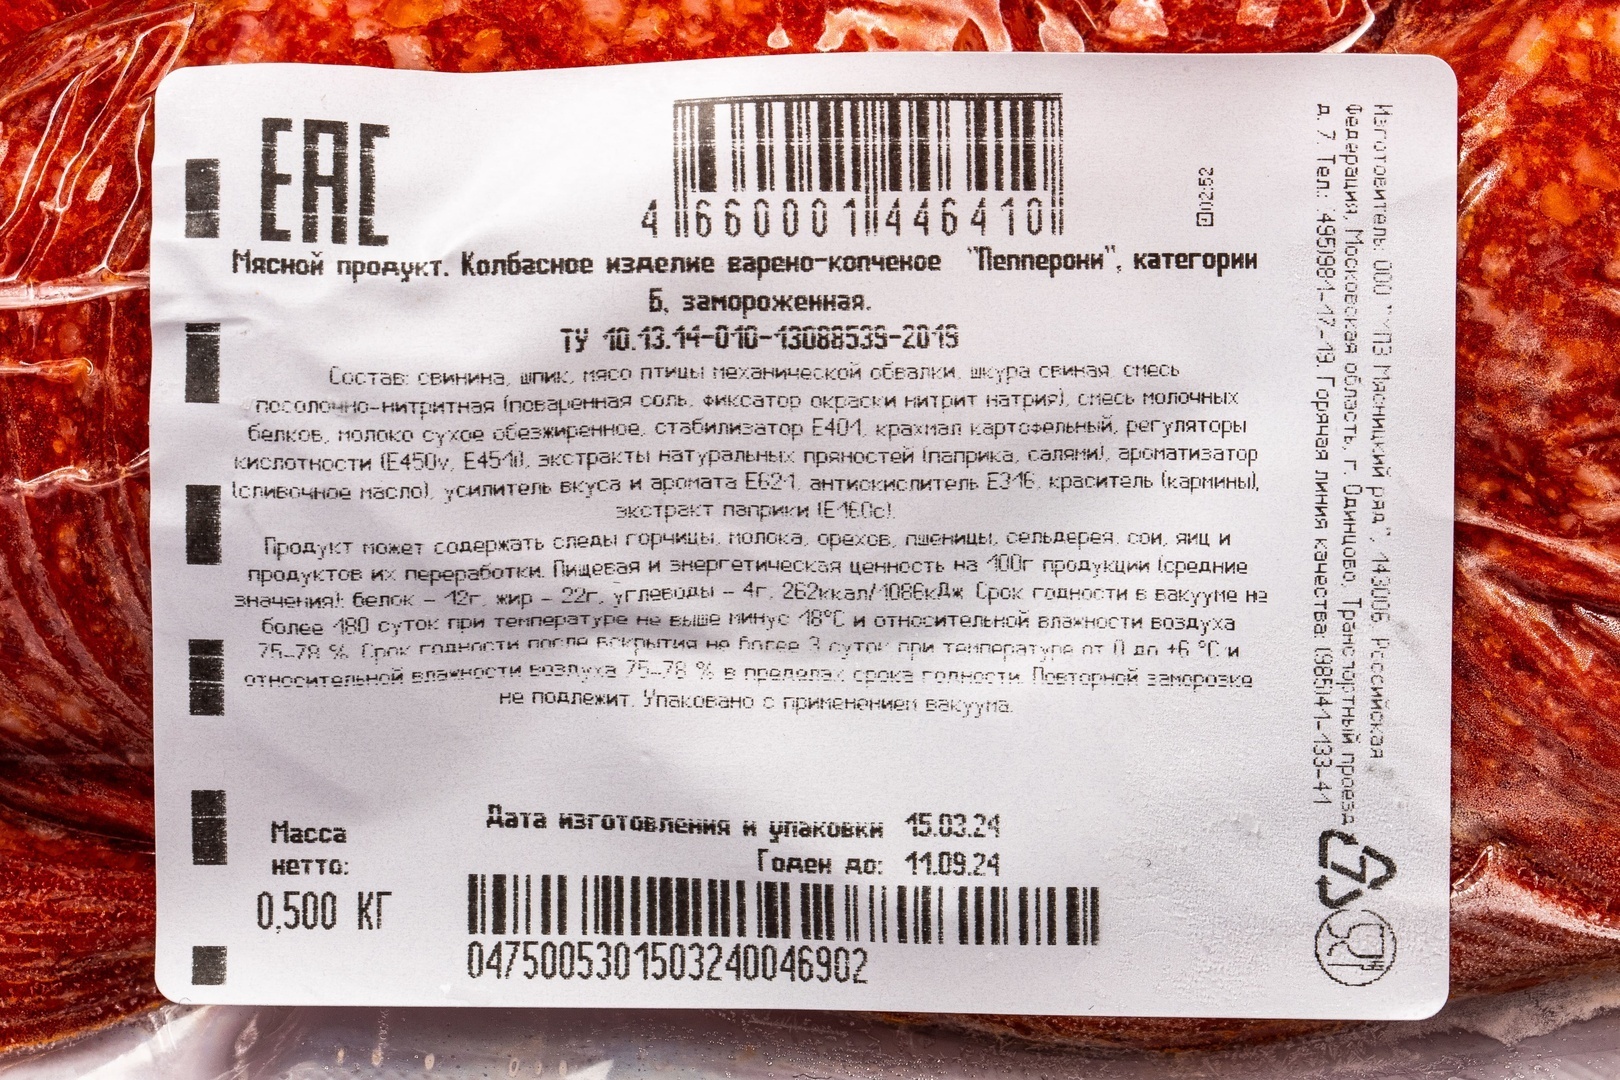 EAC
4 660001 446410
02:52
Мясной продукт. Колбасное изделие варено-копченое "Пепперони", категории
Б, замороженная.
ТУ 10.13.14-010-13088539-2019
Состав: свинина, шпик, мясо птицы механической обвалки, шкура свиная, смесь
посолочно-нитритная (поваренная соль, фиксатор окраски нитрит натрия), смесь молочных
белков, молоко сухое обезжиренное, стабилизатор Е401, крахмал картофельный, регуляторы
кислотности (Е450v, Е451i), экстракты натуральных пряностей (паприка, салями), ароматизатор
(сливочное масло), усилитель вкуса и аромата Е621, антиокислитель Е316, краситель (кармины),
экстракт паприки (Е160с).
Продукт может содержать следы горчицы, молока, орехов, пшеницы, сельдерея, сои, яиц и
продуктов их переработки. Пищевая и энергетическая ценность на 100г продукции (средние
значения): белок – 12г, жир – 22г, углеводы – 4г, 262ккал/1086кДж Срок годности в вакууме не
более 180 суток при температуре не выше минус 18°С и относительной влажности воздуха
75-78 %. Срок годности после вскрытия не более 3 суток при температуре от 0 до +6 °С и
относительной влажности воздуха 75-78 % в пределах срока годности. Повторной заморозке
не подлежит. Упаковано с применением вакуума.
Дата изготовления и упаковки 15.03.24
Годен до: 11.09.24
Масса
нетто:
0,500 КГ
0475005301503240046902
Изготовитель: ООО "МПЗ Мясницкий ряд", 143006, Российская
Федерация, Московская область, г. Одинцово, Транспортный проезд
д. 7. Тел.: (495)981-17-19. Горячая линия качества: